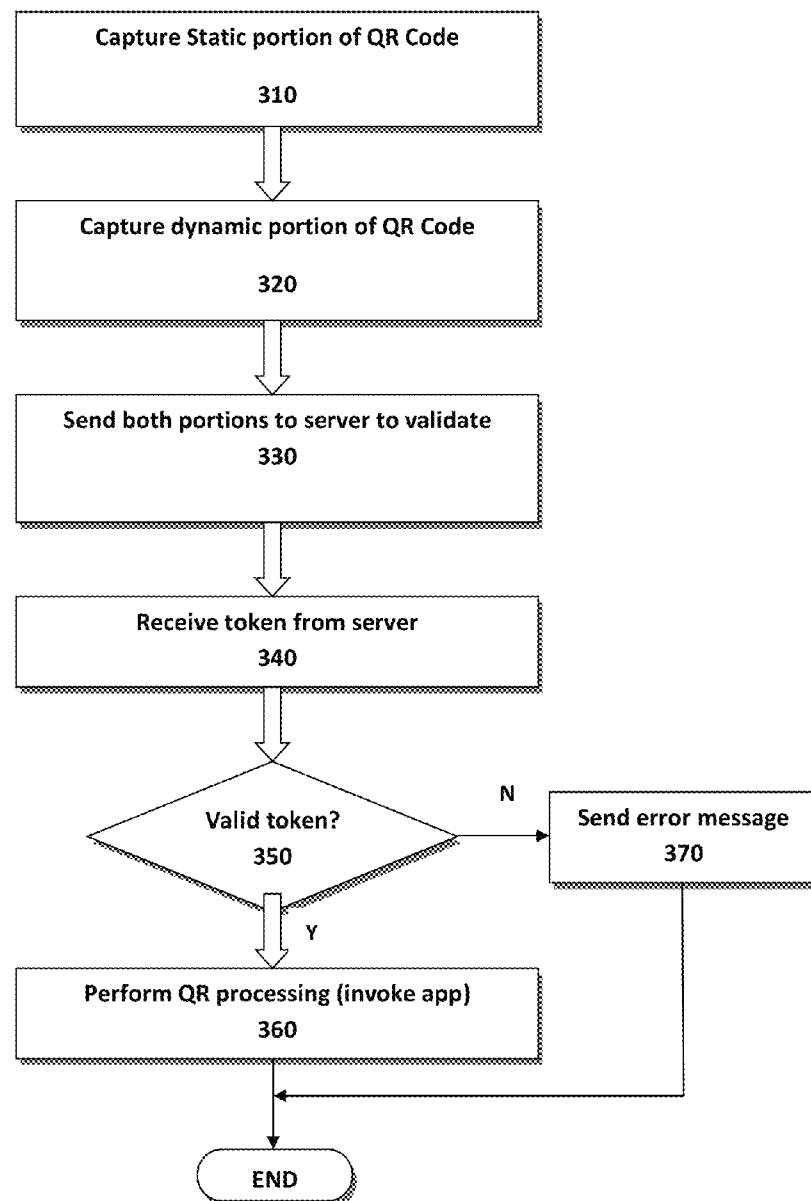 Capture Static portion of QR Code
310
Capture dynamic portion of QR Code
320
Send both portions to server to validate
330
Receive token from server
340
Valid token?
350
N
Send error message
370
Y
Perform QR processing (invoke app)
360
END